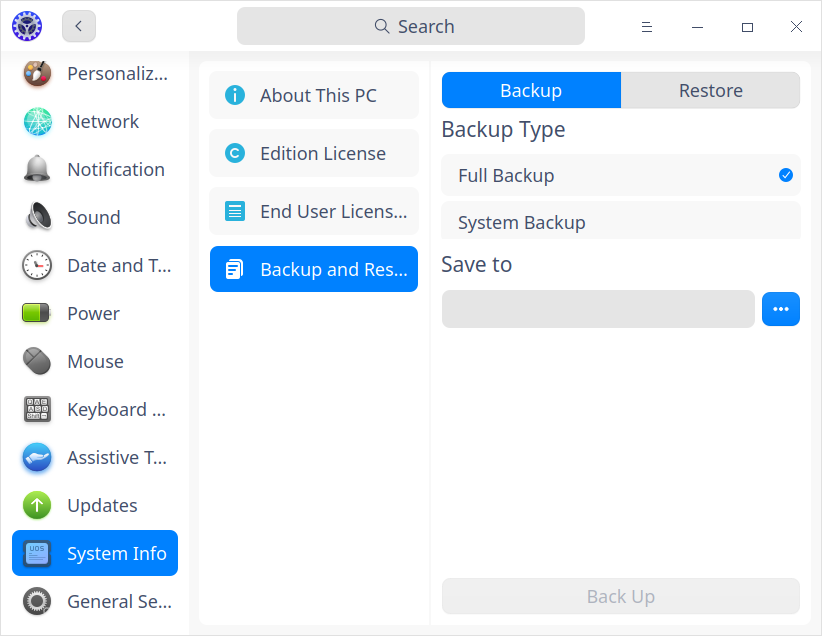 Search
Personaliz...
Network
Notification
Sound
Date and T...
Power
Mouse
Keyboard ...
Assistive T...
Updates
UOS
System Info
General Se...
About This PC
Edition License
End User Licens...
Backup and Res...
Backup
Restore
Backup Type
Full Backup
System Backup
Save to
Back Up